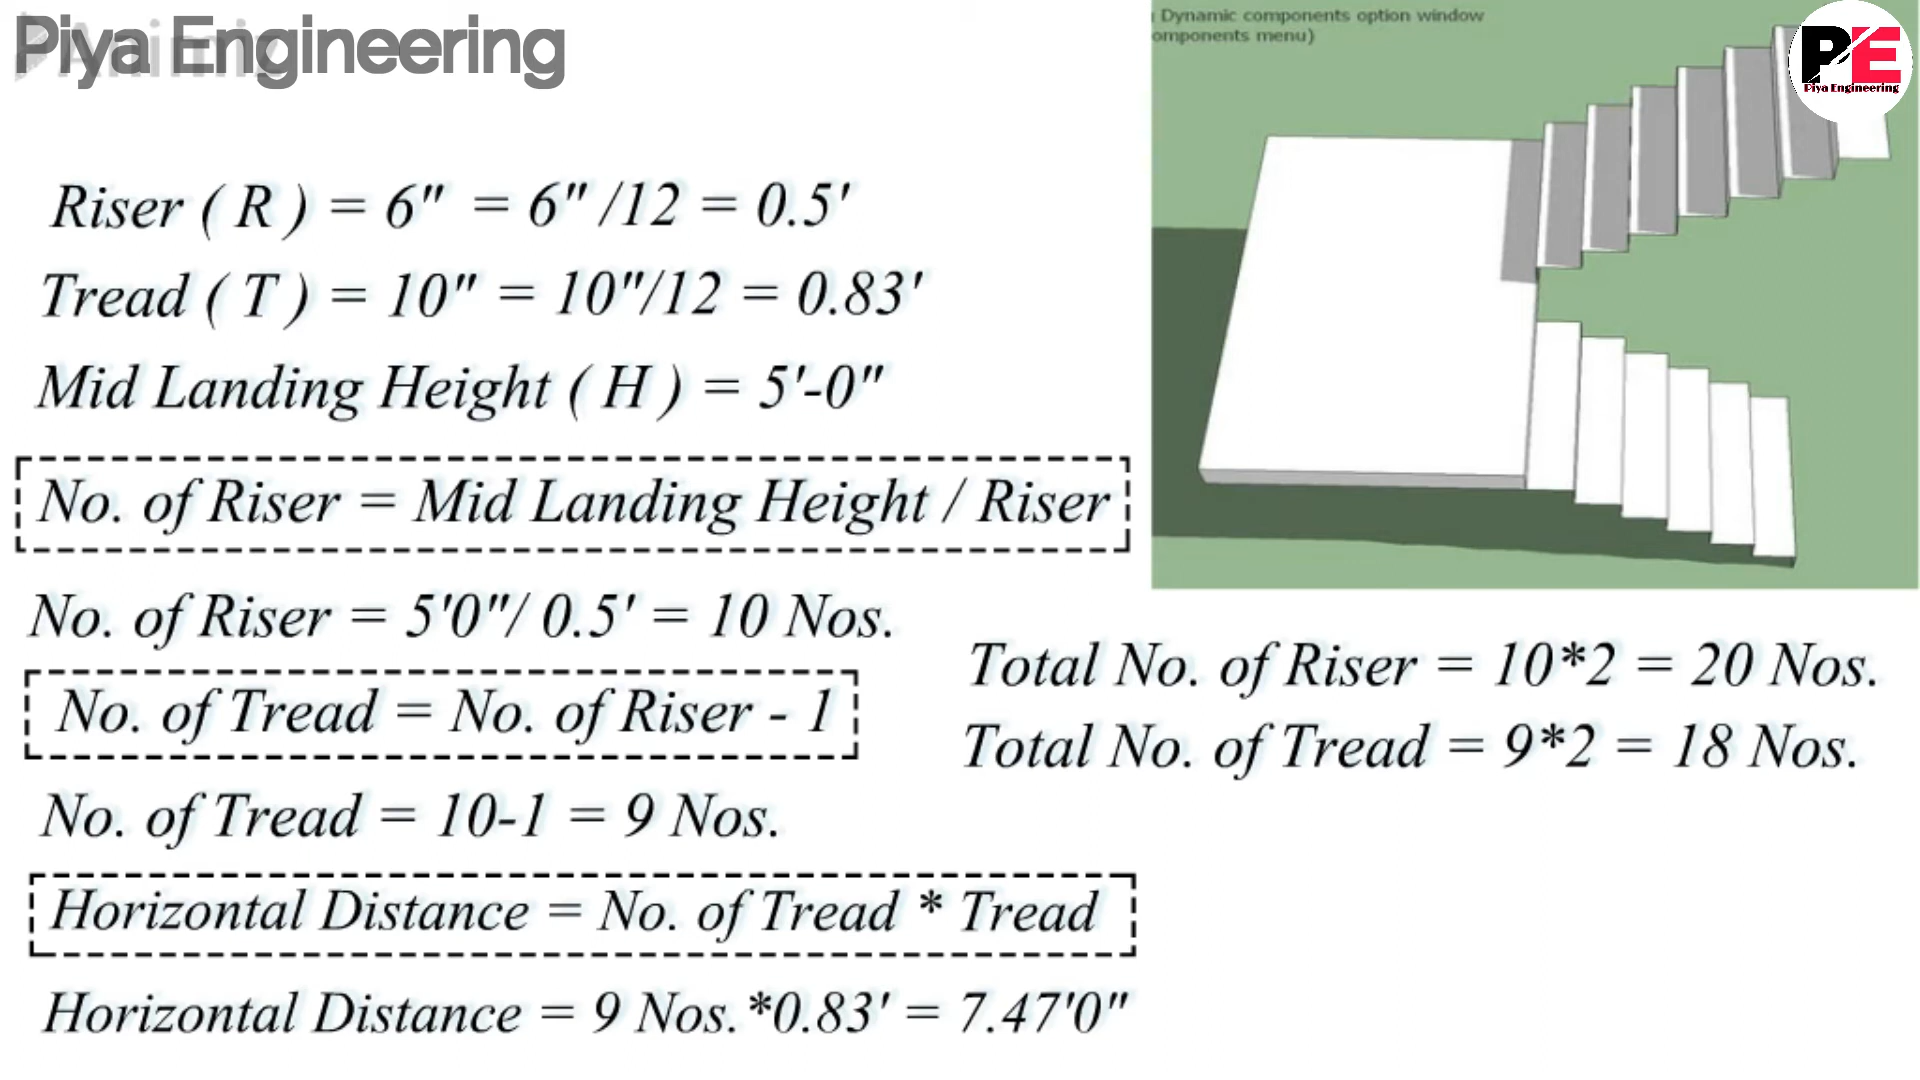 Piya Engineering
Dynamic components option window
omponents menu)
PE
Piya Engineering
Riser ( R ) = 6" = 6" /12 = 0.5'
Tread ( T ) = 10" = 10"/12 = 0.83'
Mid Landing Height ( H ) = 5'-0"
No. of Riser = Mid Landing Height / Riser
No. of Riser = 5'0"/ 0.5' = 10 Nos.
No. of Tread = No. of Riser - 1
No. of Tread = 10-1 = 9 Nos.
Horizontal Distance = No. of Tread * Tread
Horizontal Distance = 9 Nos.*0.83' = 7.47'0"
Total No. of Riser = 10*2 = 20 Nos.
Total No. of Tread = 9*2 = 18 Nos.